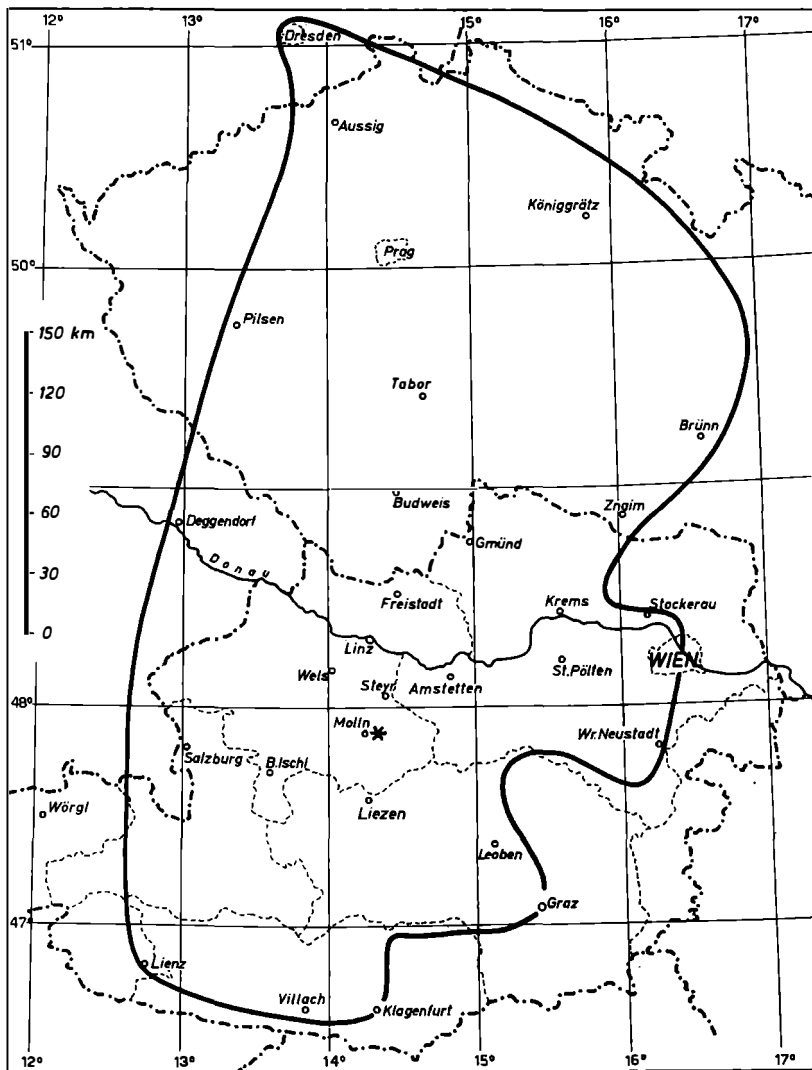 12° 13° 14° 15° 16° 17°
51°
Dresden
Aussig
Königgrätz
Prag
50°
Pilsen
150 km
Tabor
120
Brünn
90
Budweis
Znaim
60
Deggendorf
Gmünd
Donau
30
Freistadt
Krems
Stockerau
0
Linz
WIEN
Wels
St.Pölten
Steyr
Amstetten
48°
Molln
Wr.Neustadt
Salzburg
B.Ischl
Wörgl
Liezen
Leoben
Graz
47°
Lienz
Villach
Klagenfurt
12° 13° 14° 15° 16° 17°